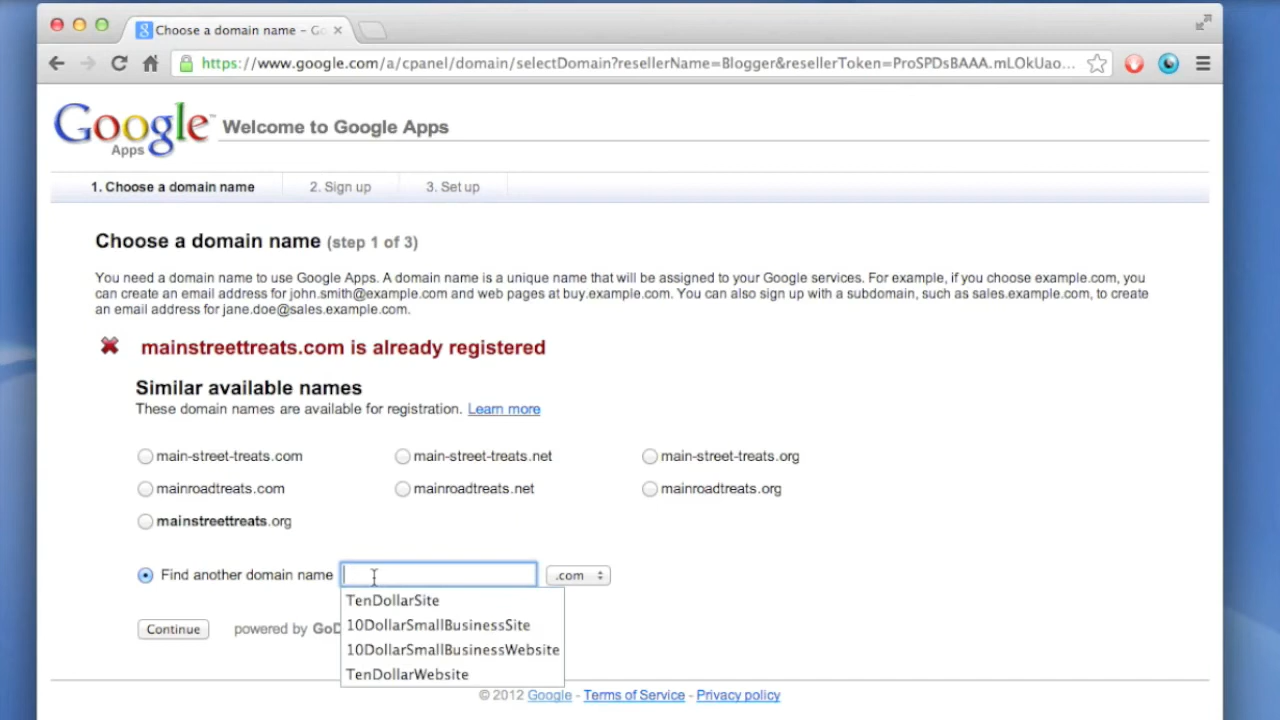 Choose a domain name – Go
https://www.google.com/a/cpanel/domain/selectDomain?resellerName=Blogger&resellerToken=ProSPDsBAAA.mLOkUao...
Google™ Apps
Welcome to Google Apps
1. Choose a domain name 2. Sign up 3. Set up
Choose a domain name (step 1 of 3)
You need a domain name to use Google Apps. A domain name is a unique name that will be assigned to your Google services. For example, if you choose example.com, you
can create an email address for john.smith@example.com and web pages at buy.example.com. You can also sign up with a subdomain, such as sales.example.com, to create
an email address for jane.doe@sales.example.com.
mainstreettreats.com is already registered
Similar available names
These domain names are available for registration. Learn more
main-street-treats.com main-street-treats.net main-street-treats.org
mainroadtreats.com mainroadtreats.net mainroadtreats.org
mainstreettreats.org
Find another domain name .com
TenDollarSite
10DollarSmallBusinessSite
Continue powered by GoD
10DollarSmallBusinessWebsite
TenDollarWebsite
© 2012 Google - Terms of Service - Privacy policy